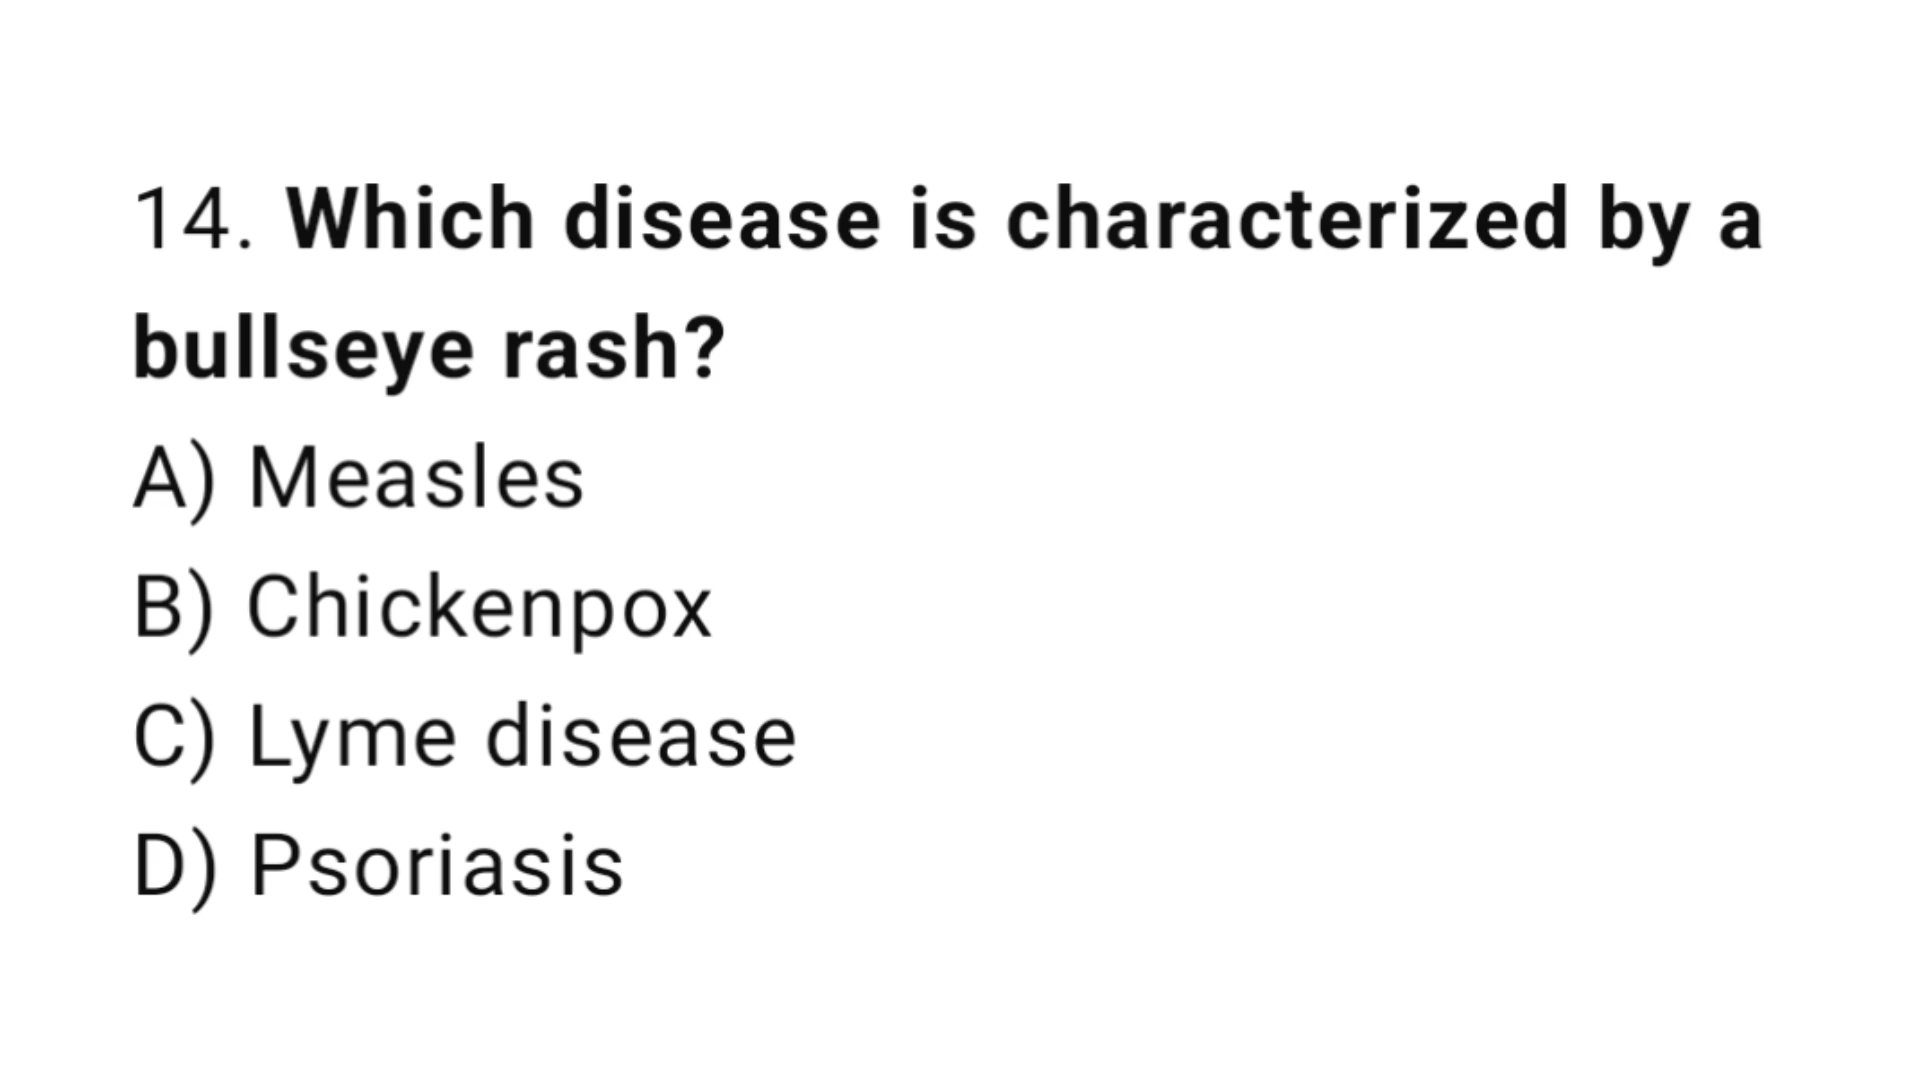 14. Which disease is characterized by a
bullseye rash?
A) Measles
B) Chickenpox
C) Lyme disease
D) Psoriasis